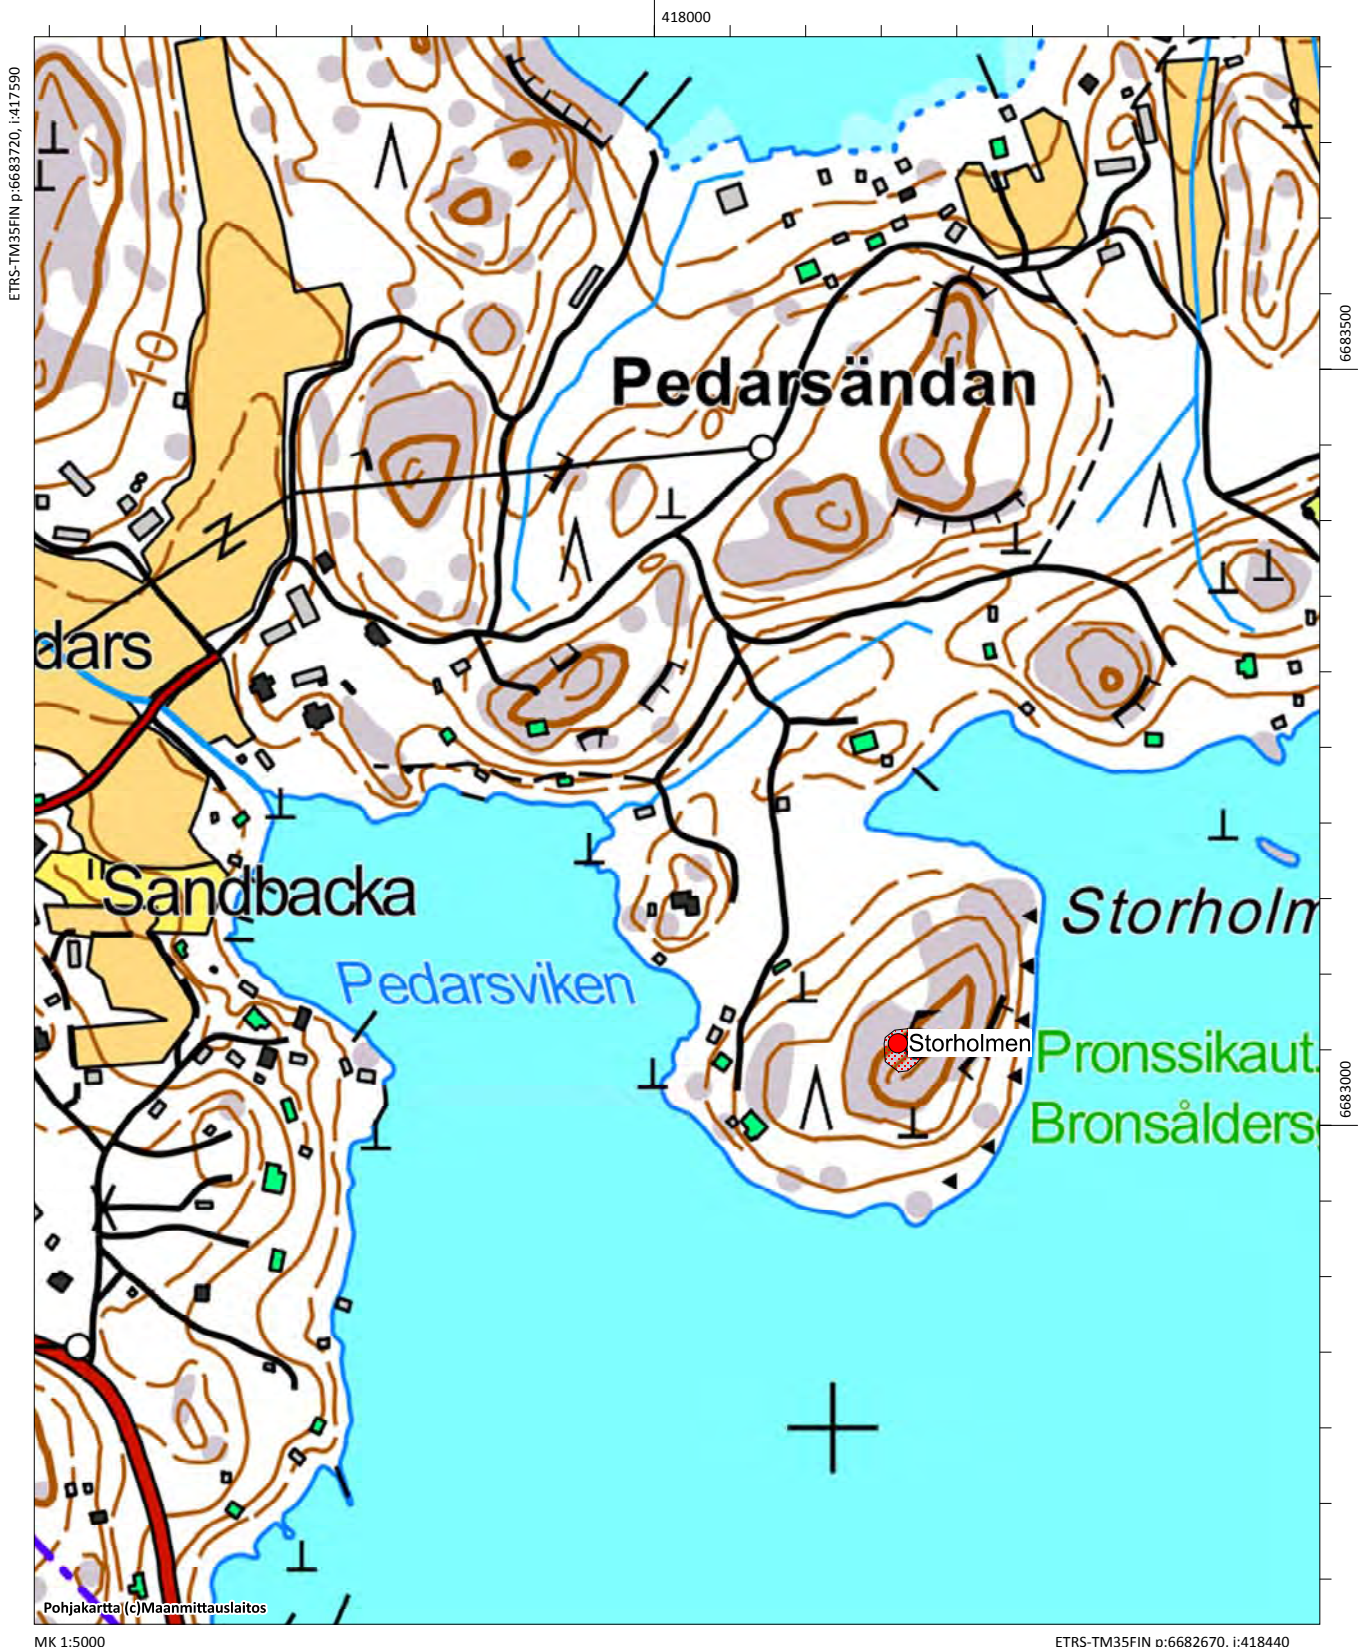 418000
ETRS-TM35FIN p:6683720, i:417590
6683500
10
Pedarsändan
dars
Sandbacka
Storholm
Pedarsviken
Storholmen
Pronssikaut.
Bronsålders
6683000
Pohjakartta (c)Maanmittauslaitos
MK 1:5000
ETRS-TM35FIN p:6682670, i:418440